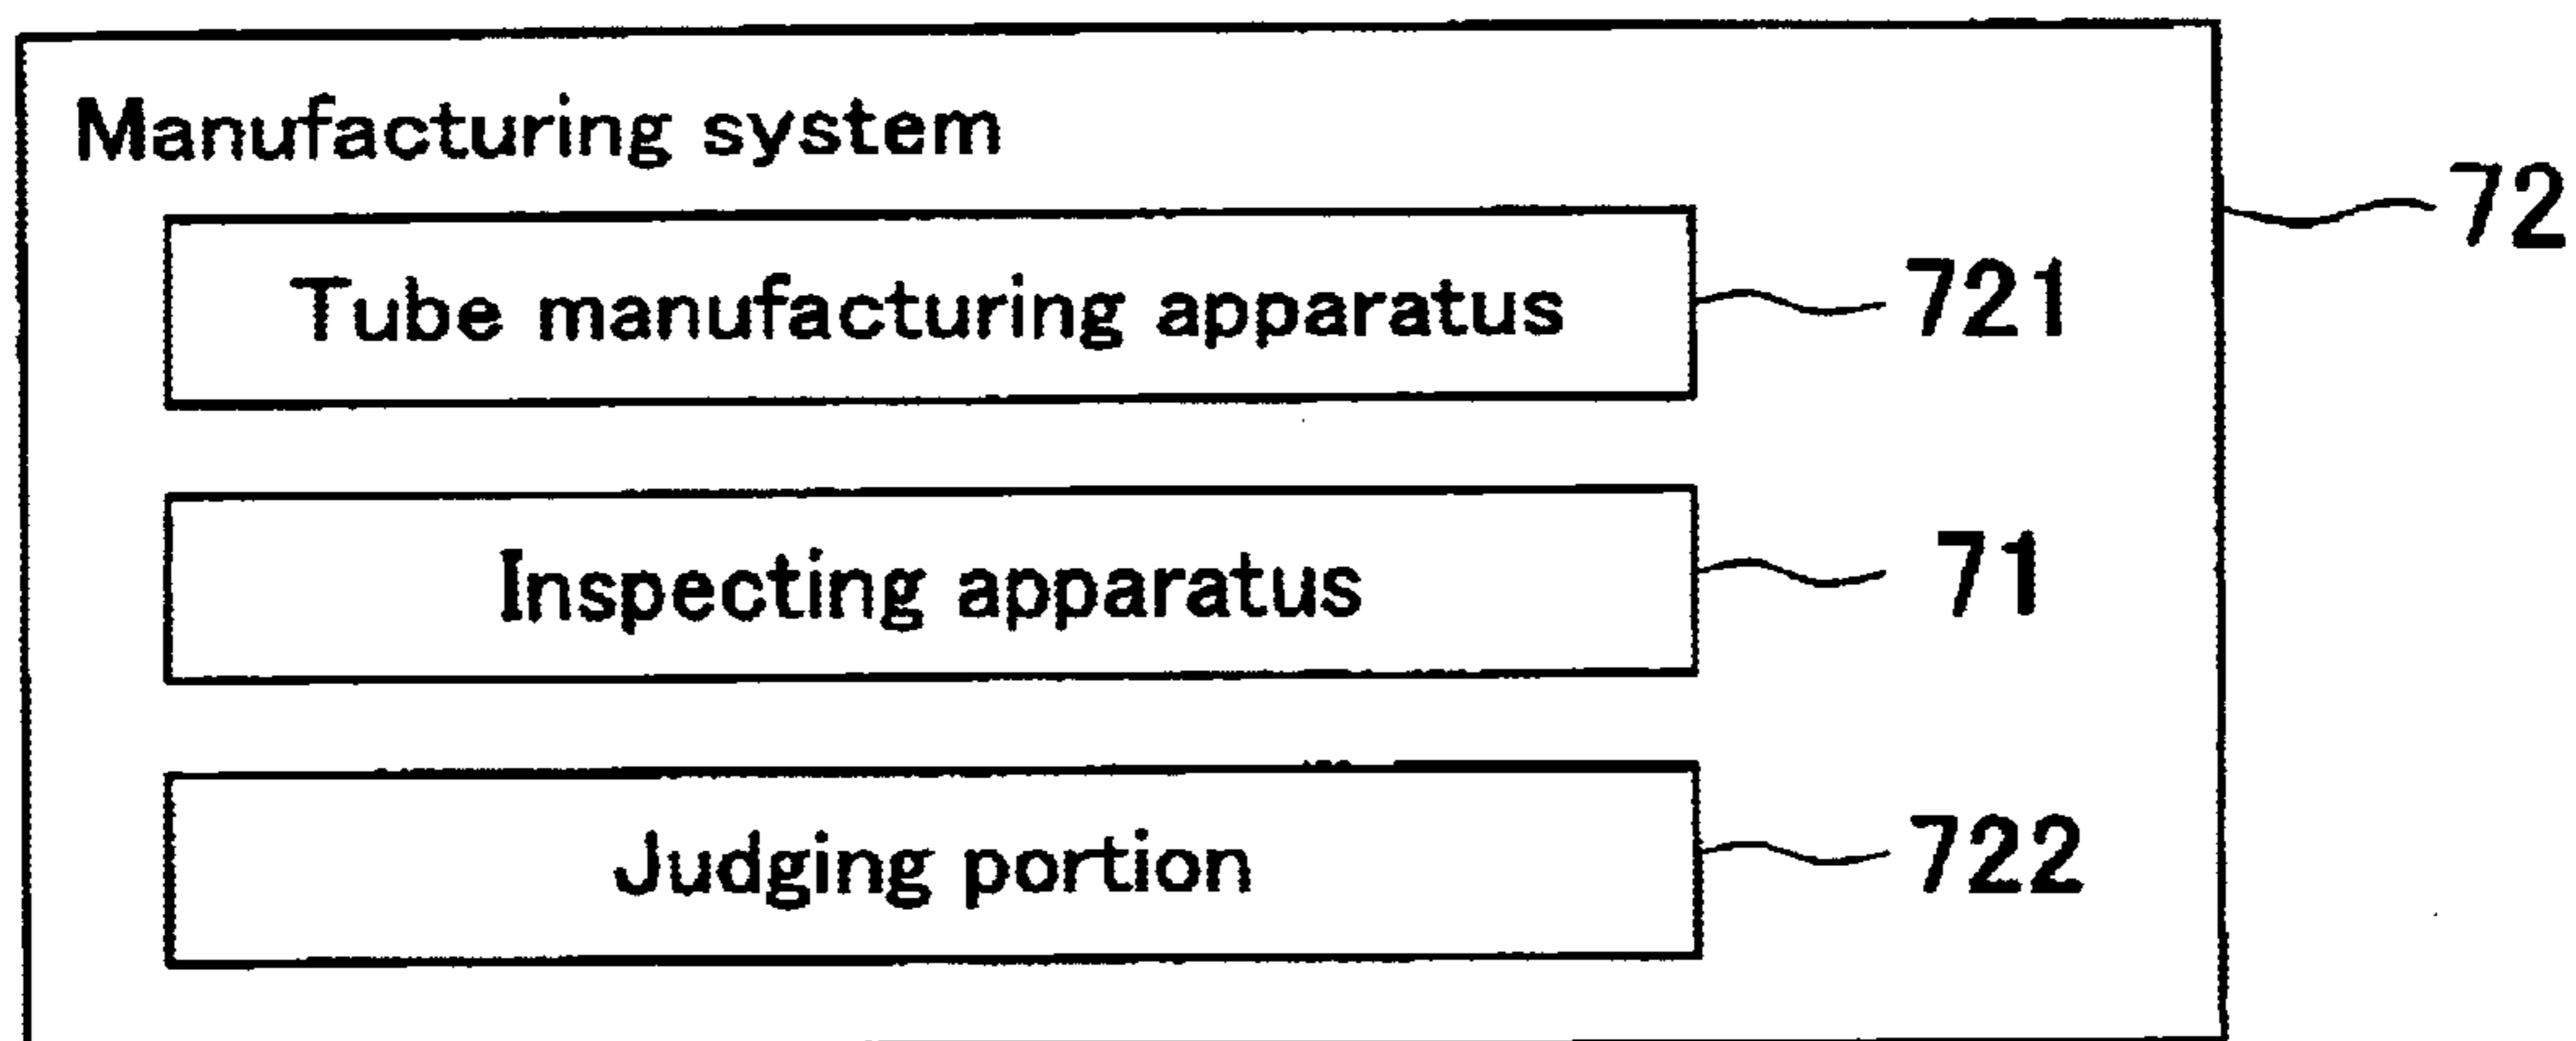 Manufacturing system
72
Tube manufacturing apparatus
721
Inspecting apparatus
71
Judging portion
722